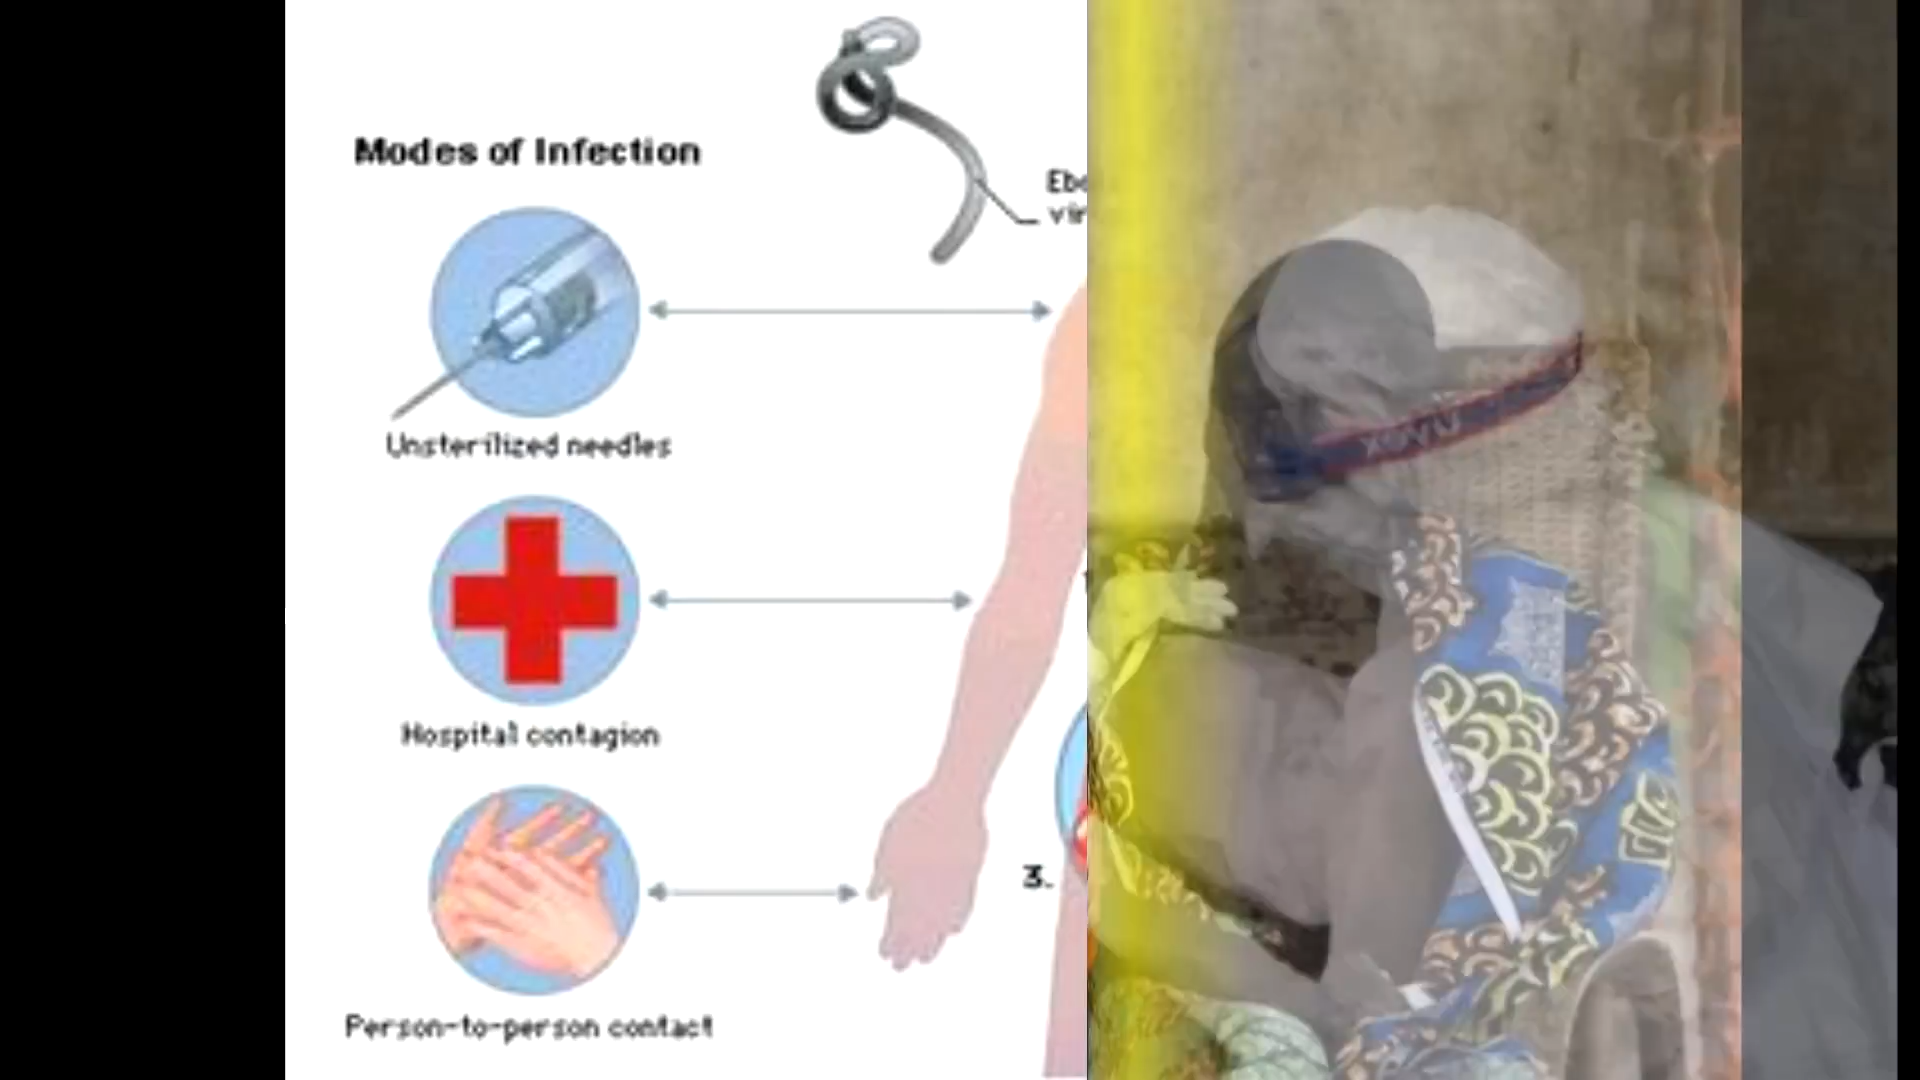 Modes of Infection
Unsterilized needles
Hospital contagion
Person-to-person contact
3.